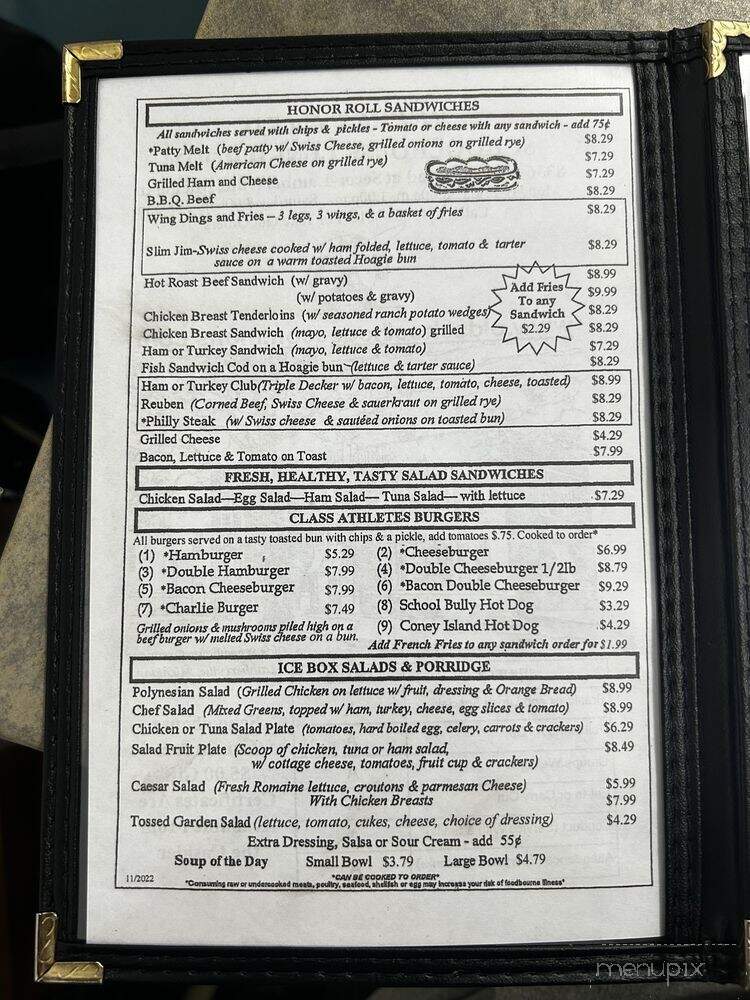 HONOR ROLL SANDWICHES
All sandwiches served with chips & pickles - Tomato or cheese with any sandwich - add 75¢
*Patty Melt (beef patty w/ Swiss Cheese, grilled onions on grilled rye) $8.29
Tuna Melt (American Cheese on grilled rye) $7.29
Grilled Ham and Cheese $7.29
B.B.Q. Beef $8.29
Wing Dings and Fries – 3 legs, 3 wings, & a basket of fries $8.29
Slim Jim-Swiss cheese cooked w/ ham folded, lettuce, tomato & tarter $8.29
sauce on a warm toasted Hoagie bun
Hot Roast Beef Sandwich (w/ gravy) $8.99
(w/ potatoes & gravy) $9.99
Chicken Breast Tenderloins (w/ seasoned ranch potato wedges) $8.29
Chicken Breast Sandwich (mayo, lettuce & tomato) grilled $8.29
Ham or Turkey Sandwich (mayo, lettuce & tomato) $7.29
Fish Sandwich Cod on a Hoagie bun (lettuce & tarter sauce) $8.29
Add Fries
To any
Sandwich
$2.29
Ham or Turkey Club(Triple Decker w/ bacon, lettuce, tomato, cheese, toasted) $8.99
Reuben (Corned Beef, Swiss Cheese & sauerkraut on grilled rye) $8.29
*Philly Steak (w/ Swiss cheese & sautéed onions on toasted bun) $8.29
Grilled Cheese $4.29
Bacon, Lettuce & Tomato on Toast $7.99
FRESH, HEALTHY, TASTY SALAD SANDWICHES
Chicken Salad—Egg Salad—Ham Salad— Tuna Salad— with lettuce $7.29
CLASS ATHLETES BURGERS
All burgers served on a tasty toasted bun with chips & a pickle, add tomatoes $.75. Cooked to order*
(1) *Hamburger $5.29 (2) *Cheeseburger $6.99
(3) *Double Hamburger $7.99 (4) *Double Cheeseburger 1/2lb $8.79
(5) *Bacon Cheeseburger $7.99 (6) *Bacon Double Cheeseburger $9.29
(7) *Charlie Burger $7.49 (8) School Bully Hot Dog $3.29
Grilled onions & mushrooms piled high on a (9) Coney Island Hot Dog $4.29
beef burger w/ melted Swiss cheese on a bun. Add French Fries to any sandwich order for $1.99
ICE BOX SALADS & PORRIDGE
Polynesian Salad (Grilled Chicken on lettuce w/ fruit, dressing & Orange Bread) $8.99
Chef Salad (Mixed Greens, topped w/ ham, turkey, cheese, egg slices & tomato) $8.99
Chicken or Tuna Salad Plate (tomatoes, hard boiled egg, celery, carrots & crackers) $6.29
Salad Fruit Plate (Scoop of chicken, tuna or ham salad, $8.49
w/ cottage cheese, tomatoes, fruit cup & crackers)
Caesar Salad (Fresh Romaine lettuce, croutons & parmesan Cheese) $5.99
With Chicken Breasts $7.99
Tossed Garden Salad (lettuce, tomato, cukes, cheese, choice of dressing) $4.29
Extra Dressing, Salsa or Sour Cream - add 55¢
Soup of the Day Small Bowl $3.79 Large Bowl $4.79
11/2022 *CAN BE COOKED TO ORDER*
*Consuming raw or undercooked meats, poultry, seafood, shellfish or egg may increase your risk of foodbourne illness*
menupix